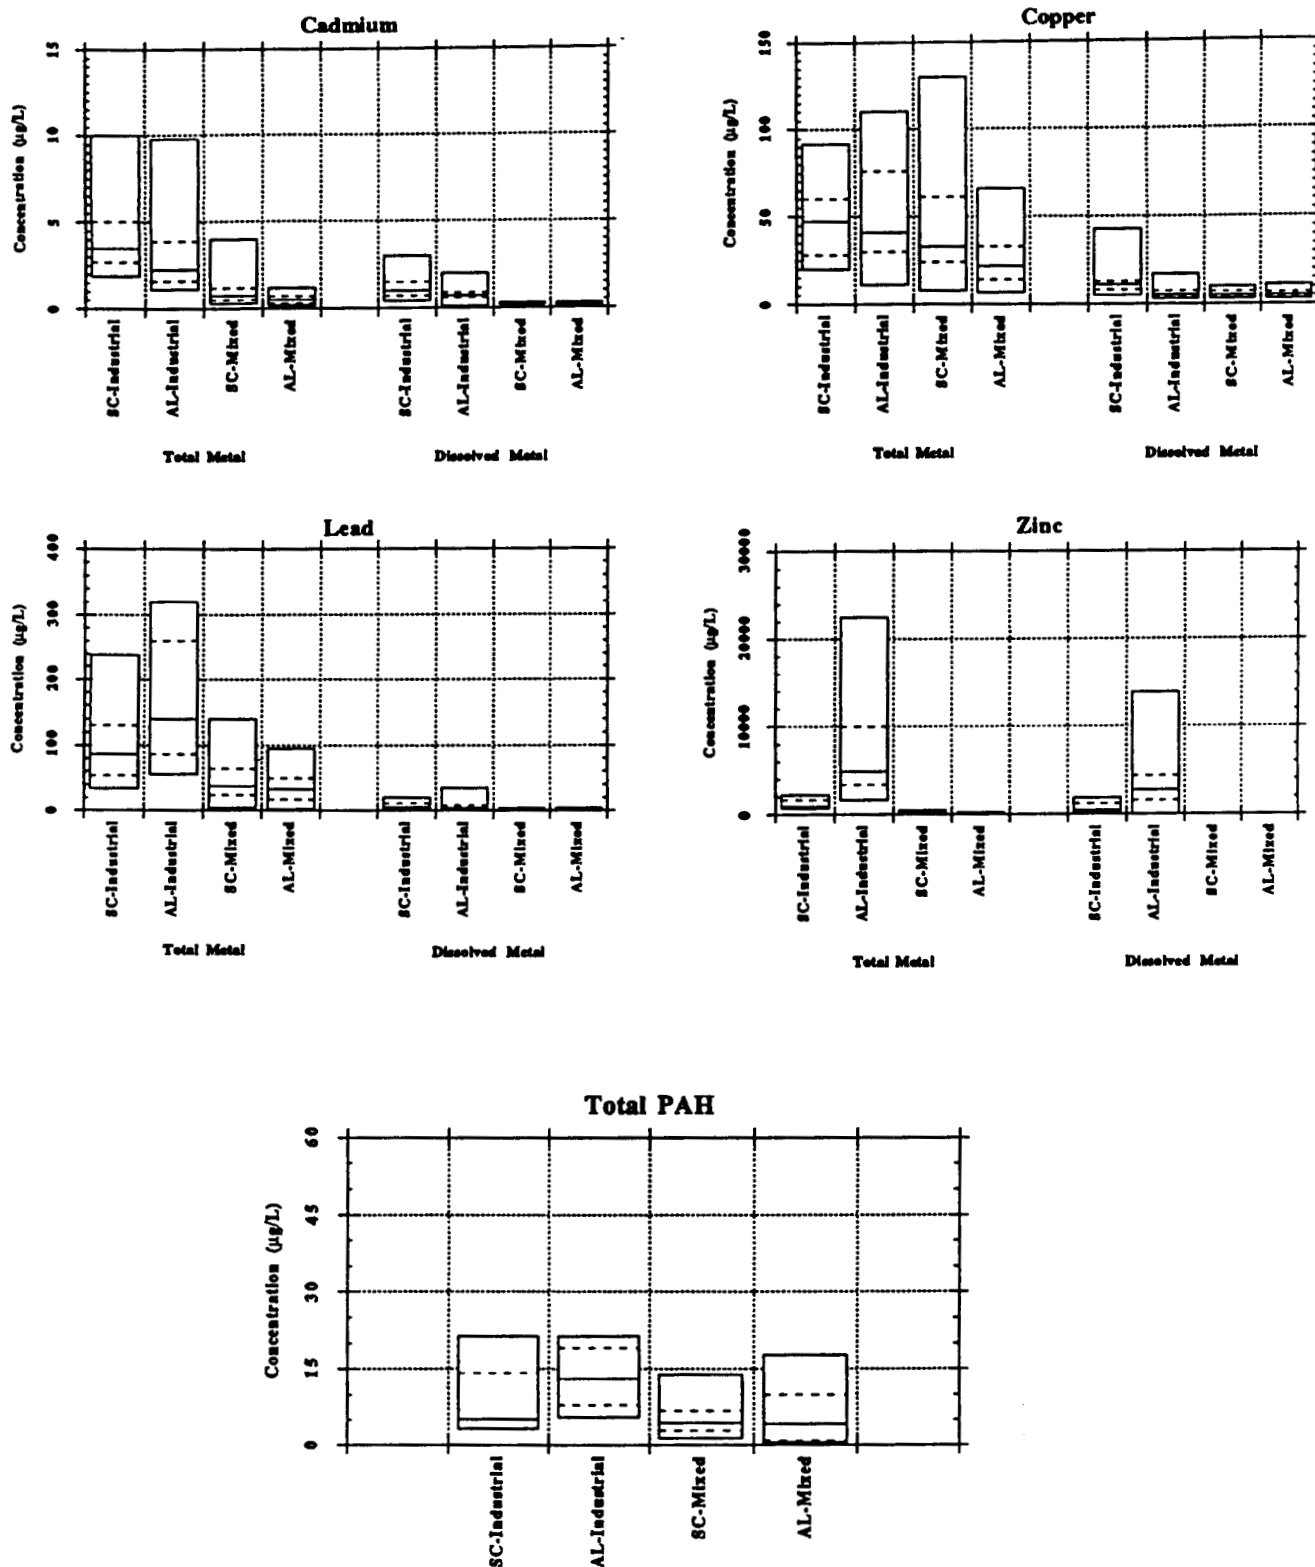 Cadmium
Concentration (µg/L)
15
10
5
0
SC-Industrial
AL-Industrial
SC-Mixed
AL-Mixed
SC-Industrial
AL-Industrial
SC-Mixed
AL-Mixed
Total Metal
Dissolved Metal
Copper
Concentration (µg/L)
150
100
50
0
SC-Industrial
AL-Industrial
SC-Mixed
AL-Mixed
SC-Industrial
AL-Industrial
SC-Mixed
AL-Mixed
Total Metal
Dissolved Metal
Lead
Concentration (µg/L)
400
300
200
100
0
SC-Industrial
AL-Industrial
SC-Mixed
AL-Mixed
SC-Industrial
AL-Industrial
SC-Mixed
AL-Mixed
Total Metal
Dissolved Metal
Zinc
Concentration (µg/L)
30000
20000
10000
0
SC-Industrial
AL-Industrial
SC-Mixed
AL-Mixed
SC-Industrial
AL-Industrial
SC-Mixed
AL-Mixed
Total Metal
Dissolved Metal
Total PAH
Concentration (µg/L)
60
45
30
15
0
SC-Industrial
AL-Industrial
SC-Mixed
AL-Mixed